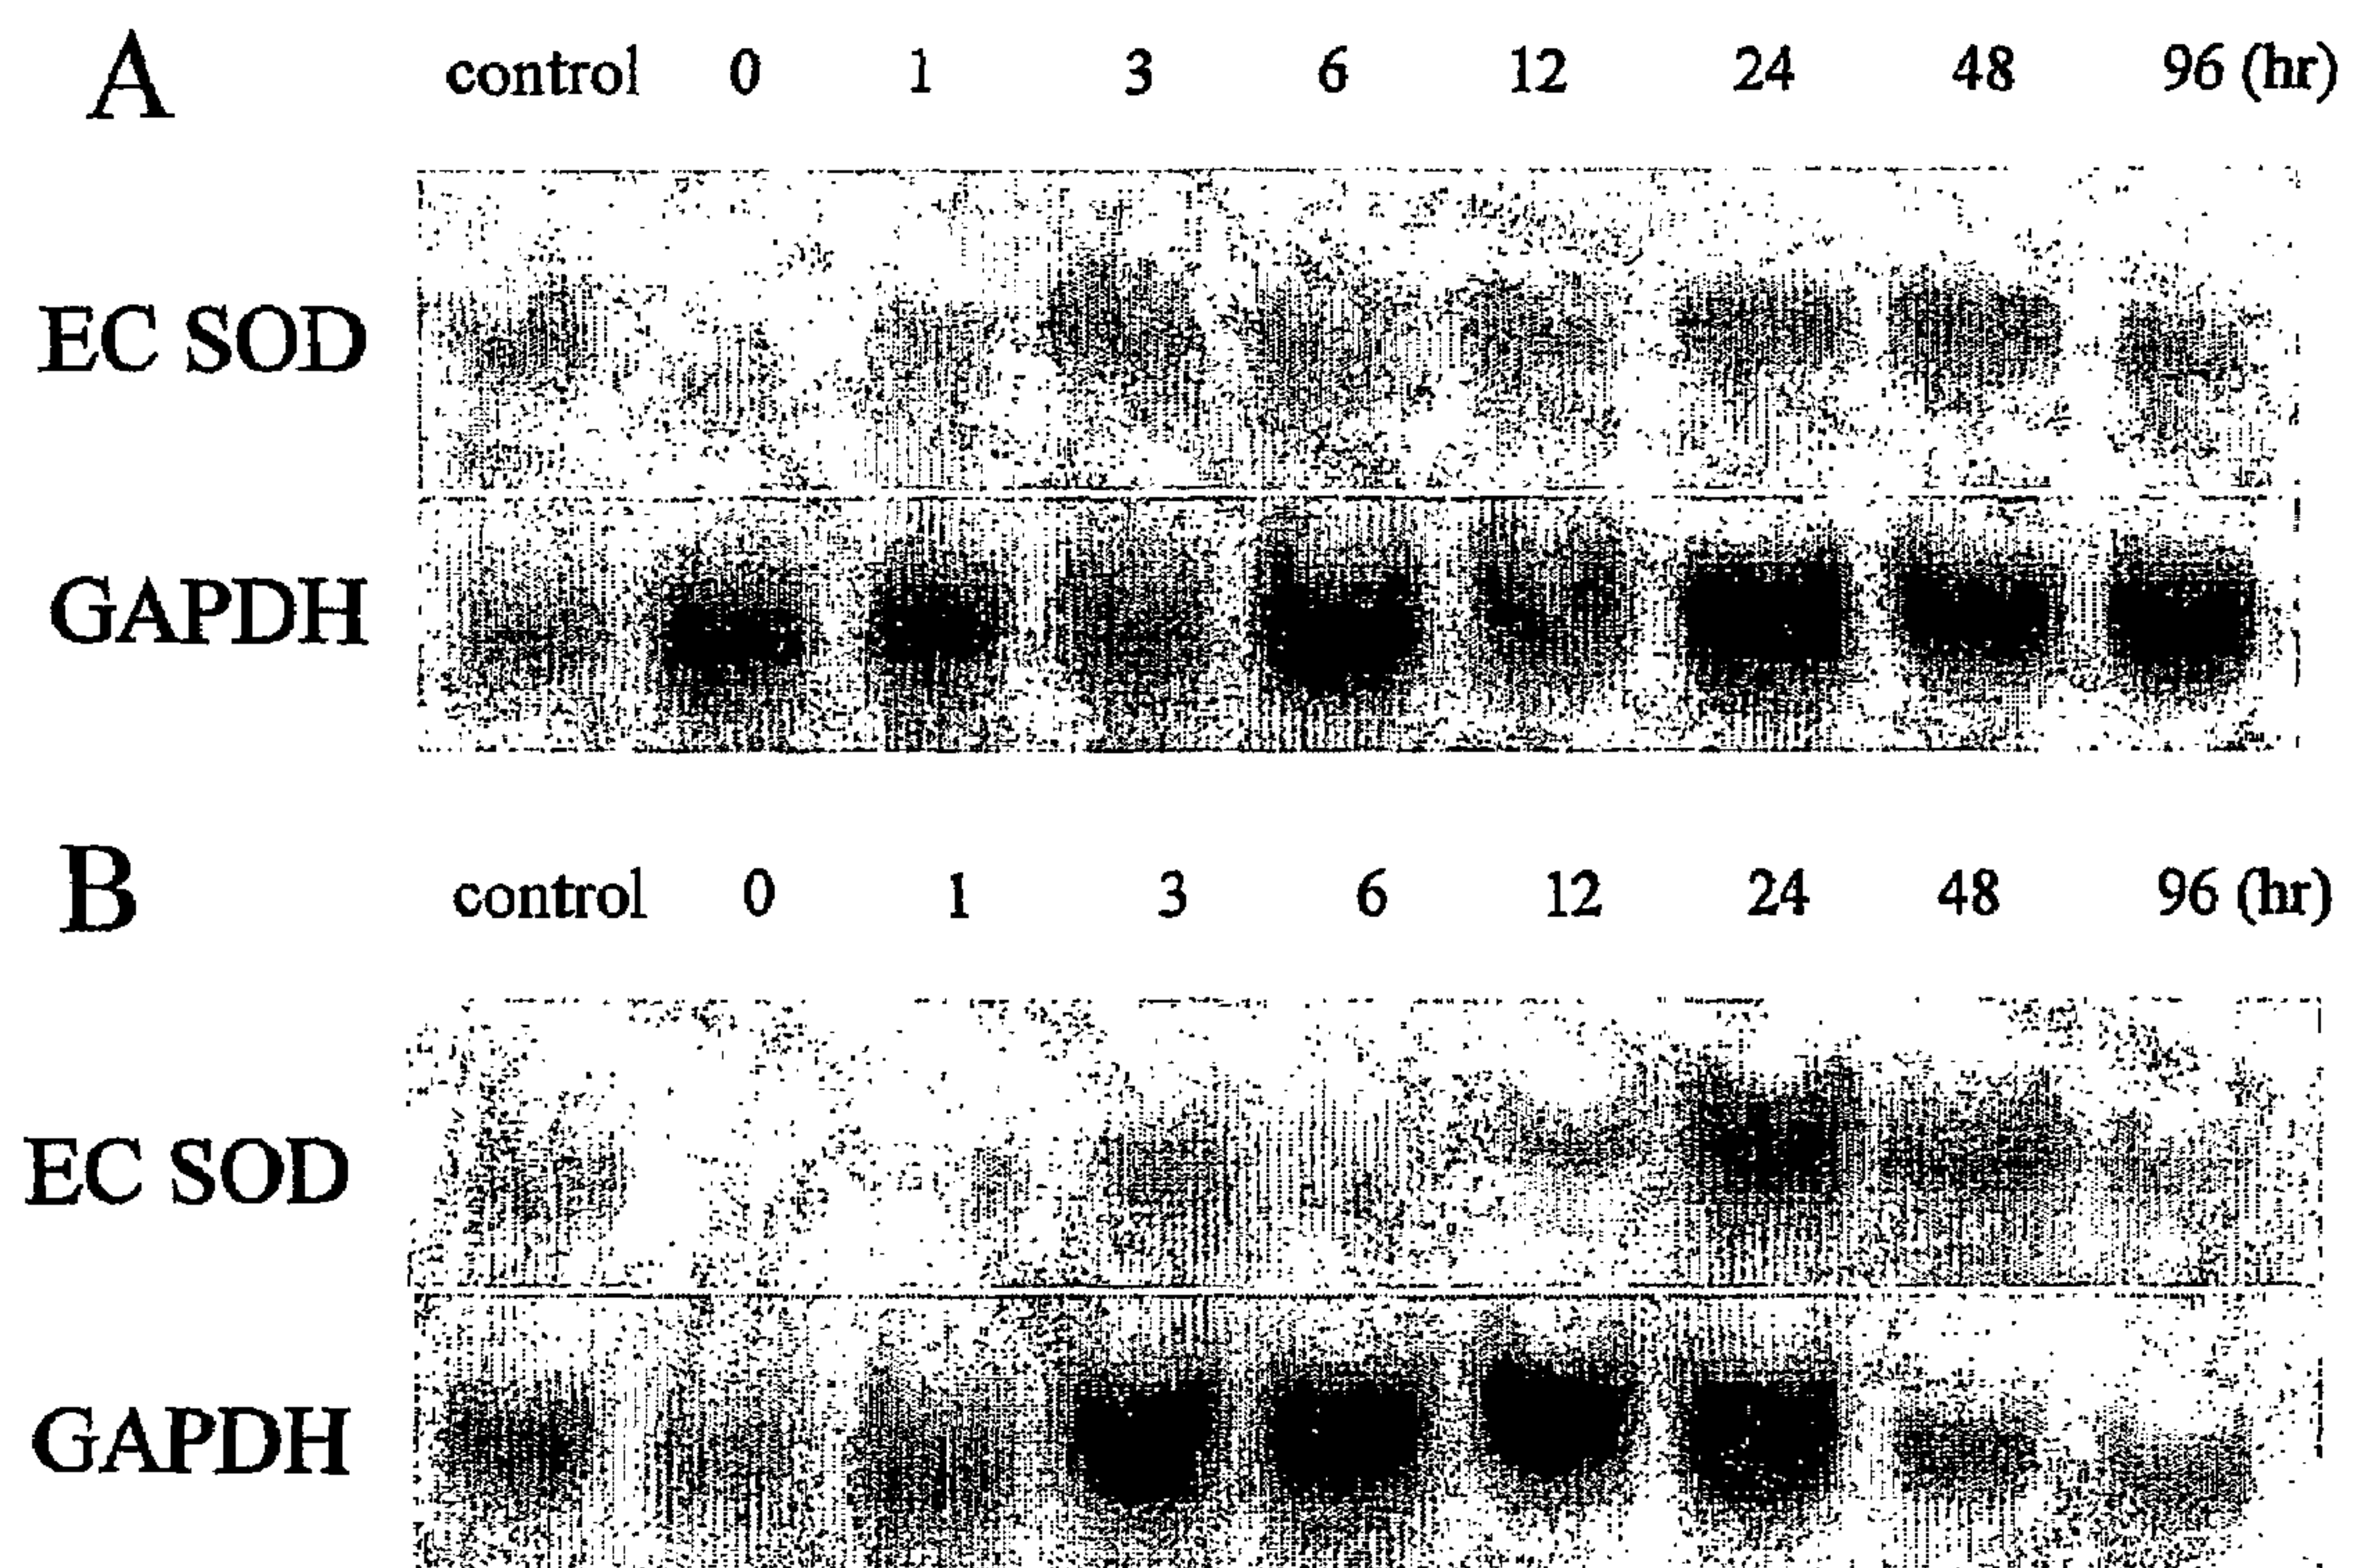 A control 0 1 3 6 12 24 48 96 (hr)
EC SOD
GAPDH
B control 0 1 3 6 12 24 48 96 (hr)
EC SOD
GAPDH